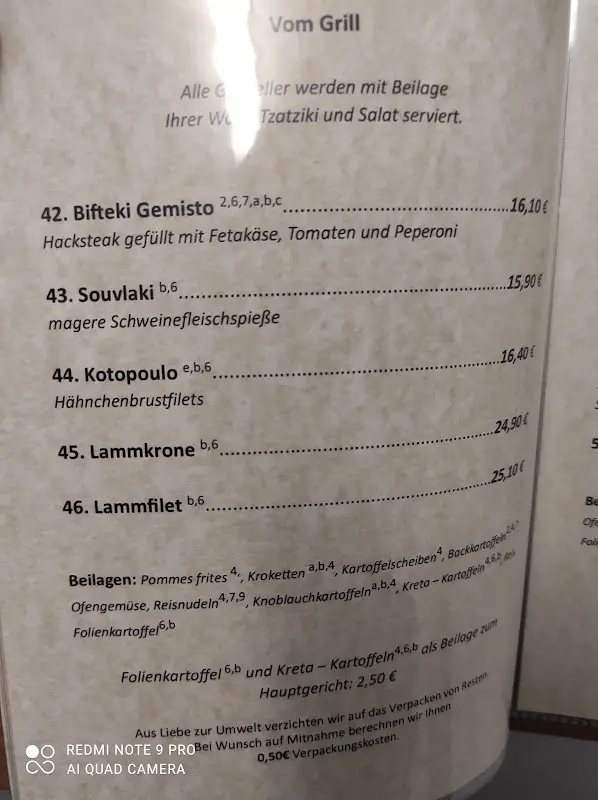 Vom Grill
Alle werden mit Beilage
Ihrer Tzatziki und Salat serviert.
42. Bifteki Gemisto 2,6,7,a,b,c 16,10 €
Hacksteak gefüllt mit Fetakäse, Tomaten und Peperoni
43. Souvlaki b,6 15,90 €
magere Schweinefleischspieße
44. Kotopoulo e,b,6 16,40 €
Hähnchenbrustfilets
45. Lammkrone b,6 24,90 €
46. Lammfilet b,6 25,10 €
Beilagen: Pommes frites 4, Kroketten a,b,4, Kartoffelscheiben 4, Backkartoffeln 2,4,7,
Ofengemüse, Reisnudeln 4,7,9, Knoblauchkartoffeln a,b,4, Kreta – Kartoffeln 4,6,b, Reis
Folienkartoffel 6,b
Folienkartoffel 6,b und Kreta – Kartoffeln 4,6,b als Beilage zum
Hauptgericht: 2,50 €
Aus Liebe zur Umwelt verzichten wir auf das Verpacken von Resten.
Bei Wunsch auf Mitnahme berechnen wir Ihnen
0,50€ Verpackungskosten.
REDMI NOTE 9 PRO
AI QUAD CAMERA